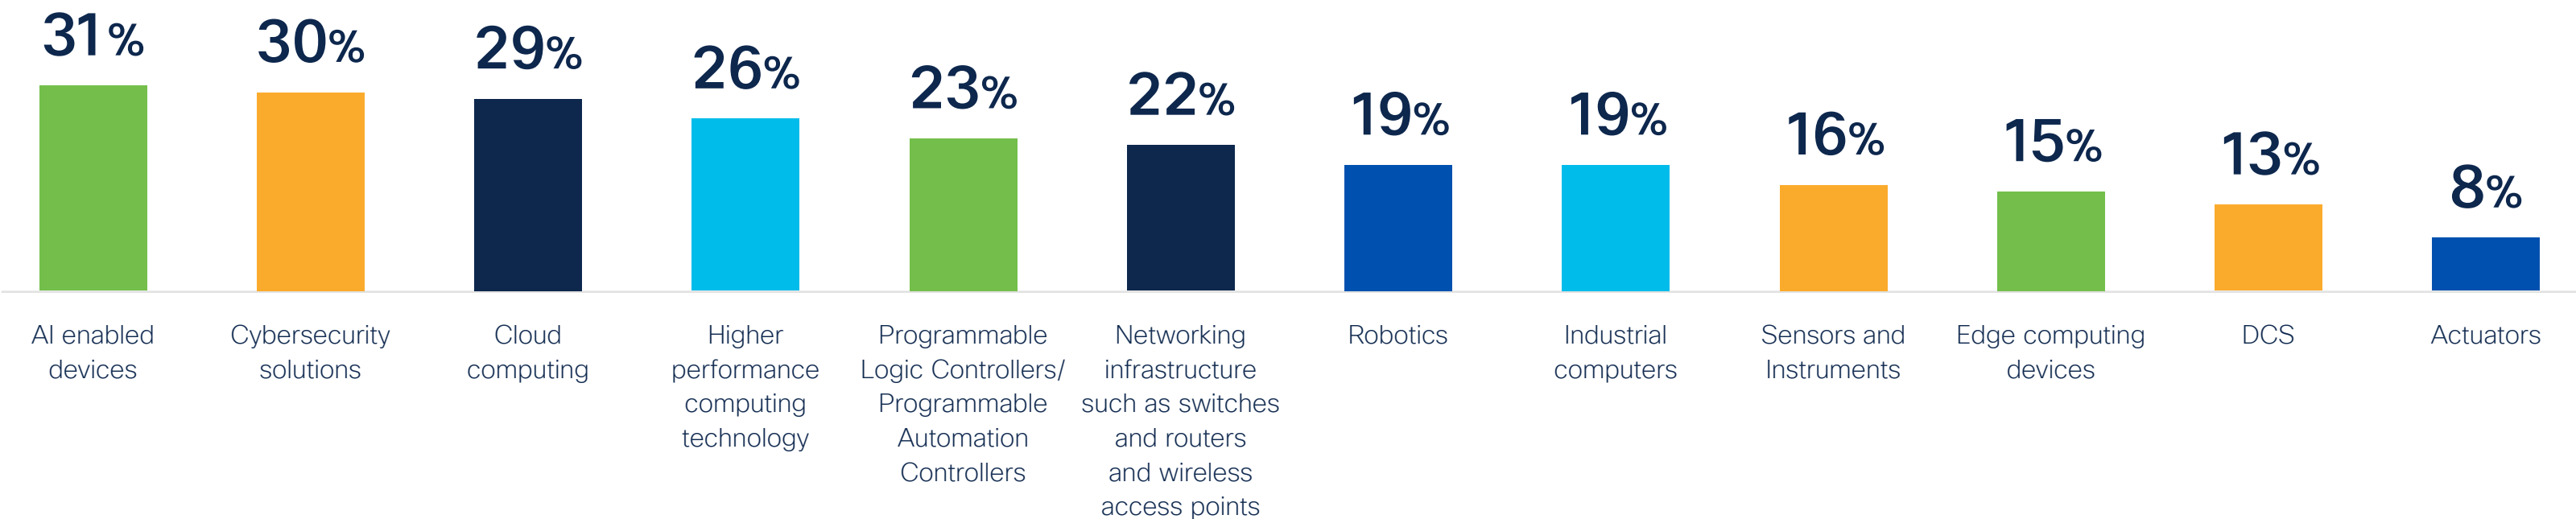 31%
30%
29%
26%
23%
22%
19%
19%
16%
15%
13%
8%
AI enabled
devices
Cybersecurity
solutions
Cloud
computing
Higher
performance
computing
technology
Programmable
Logic Controllers/
Programmable
Automation
Controllers
Networking
infrastructure
such as switches
and routers
and wireless
access points
Robotics
Industrial
computers
Sensors and
Instruments
Edge computing
devices
DCS
Actuators